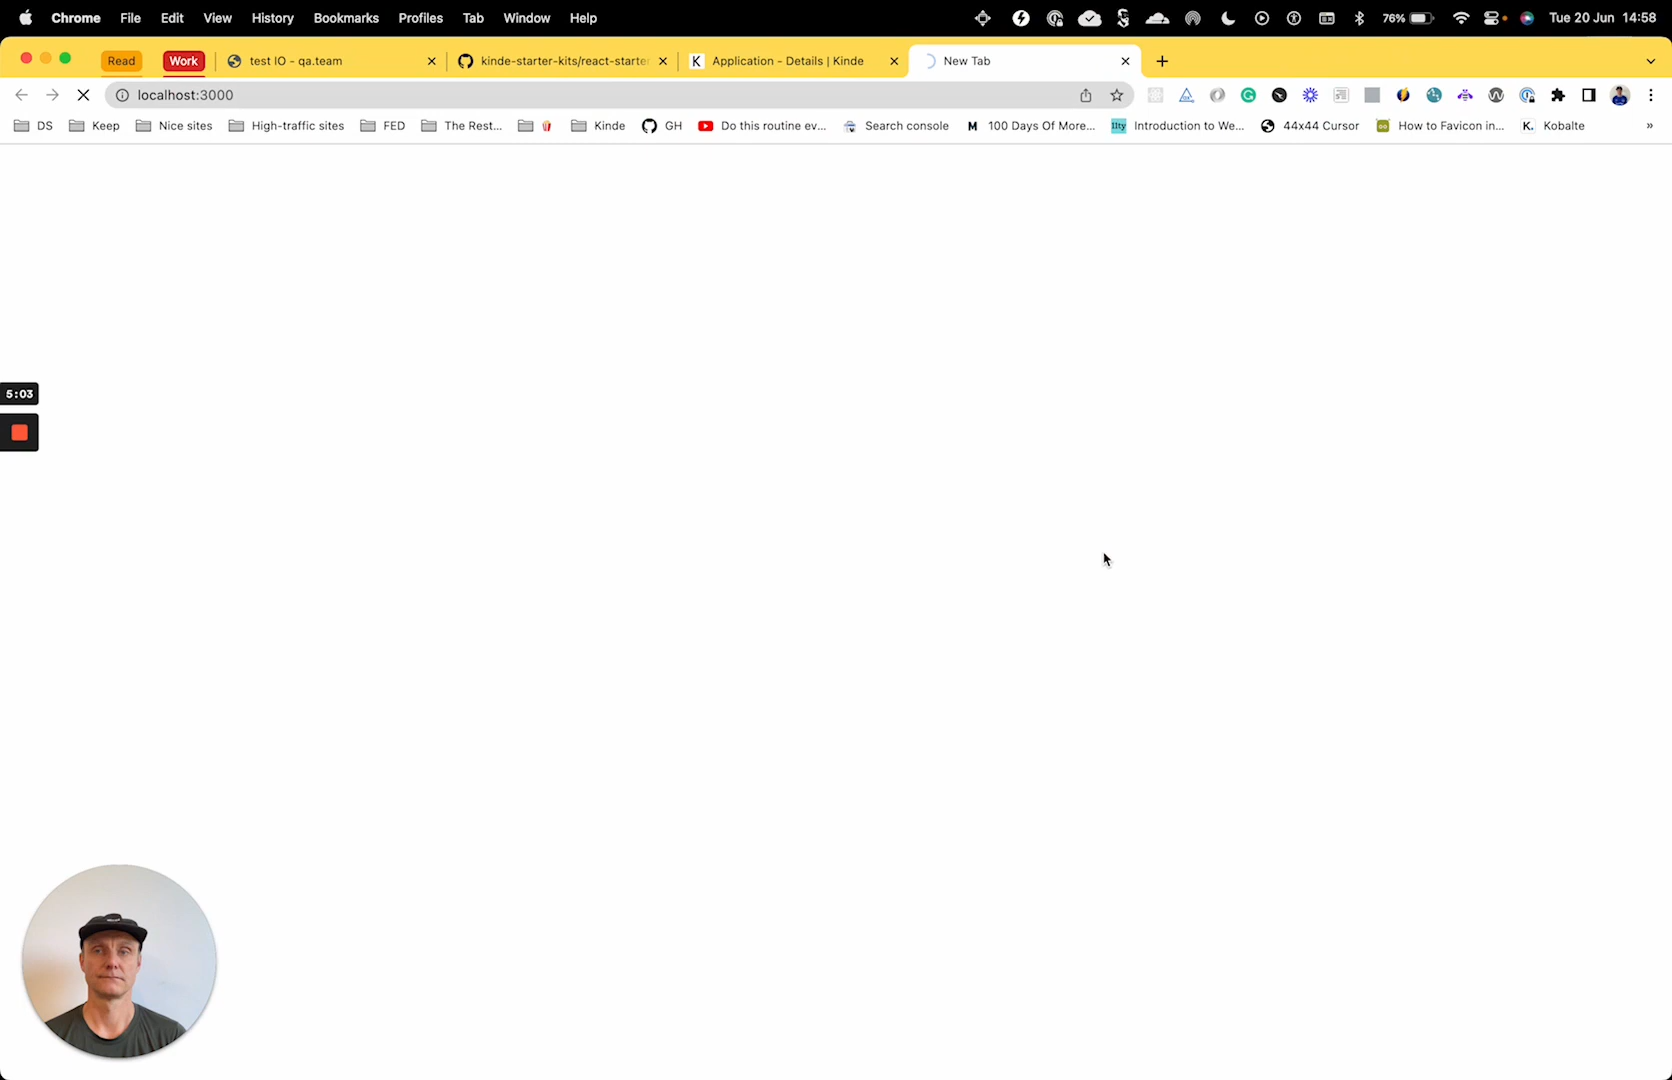 Chrome File Edit View History Bookmarks Profiles Tab Window Help 76% Tue 20 Jun 14:58
Read Work test IO - qa.team kinde-starter-kits/react-starte K Application - Details | Kinde New Tab
localhost:3000
DS Keep Nice sites High-traffic sites FED The Rest... Kinde GH Do this routine ev... Search console M 100 Days Of More... 11ty Introduction to We... 44x44 Cursor How to Favicon in... K. Kobalte »
5:03